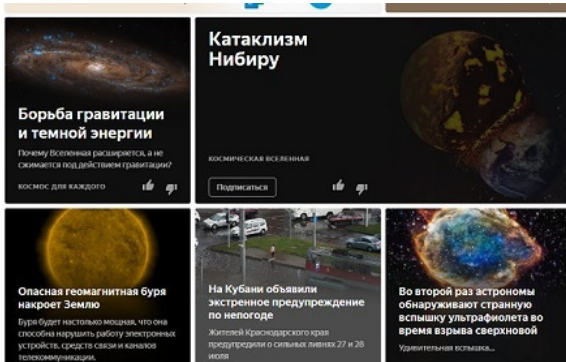 Борьба гравитации
и темной энергии
Почему Вселенная расширяется, а не
сжимается под действием гравитации?
КОСМОС ДЛЯ КАЖДОГО
Катаклизм
Нибиру
КОСМИЧЕСКАЯ ВСЕЛЕННАЯ
Подписаться
Опасная геомагнитная буря
накроет Землю
Буря будет настолько мощная, что она
способна нарушить работу электронных
устройств, средств связи и каналов
телекоммуникации.
На Кубани объявили
экстренное предупреждение
по непогоде
Жителей Краснодарского края
предупредили о сильных ливнях 27 и 28
июля
Во второй раз астрономы
обнаруживают странную
вспышку ультрафиолета во
время взрыва сверхновой
Удивительная вспышка...